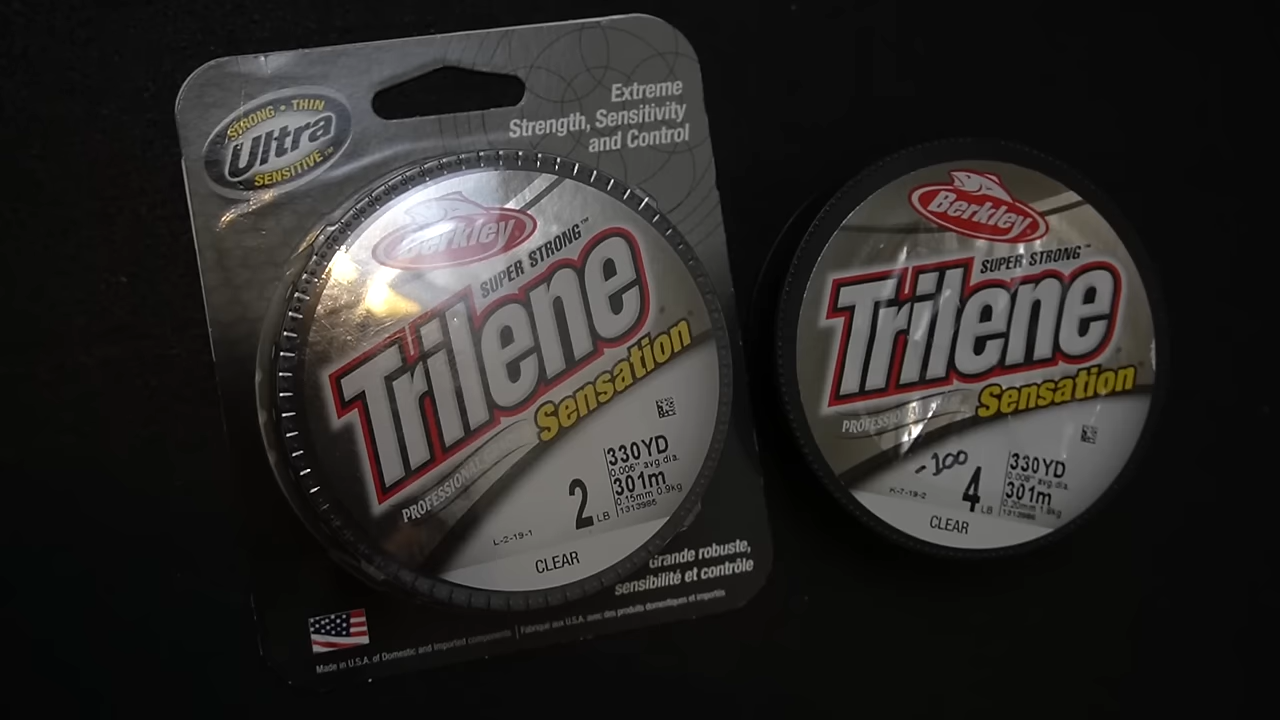 STRONG • THIN
Ultra
SENSITIVE™
Extreme
Strength, Sensitivity
and Control
Berkley
SUPER STRONG™
Trilene
Sensation
PROFESSIONAL
330YD
0.006" avg.dia.
301m
0.15mm 0.9kg
1313985
2 LB
L-2-19-1
CLEAR
Grande robuste,
sensibilité et contrôle
Made in U.S.A. of Domestic and Imported components | Fabriqué aux U.S.A. avec des produits domestiques et importés
Berkley
SUPER STRONG™
Trilene
Sensation
PROFESSIONAL
-100
330YD
0.008" avg.dia.
301m
0.20mm 1.8kg
1313986
4 LB
K-7-19-2
CLEAR